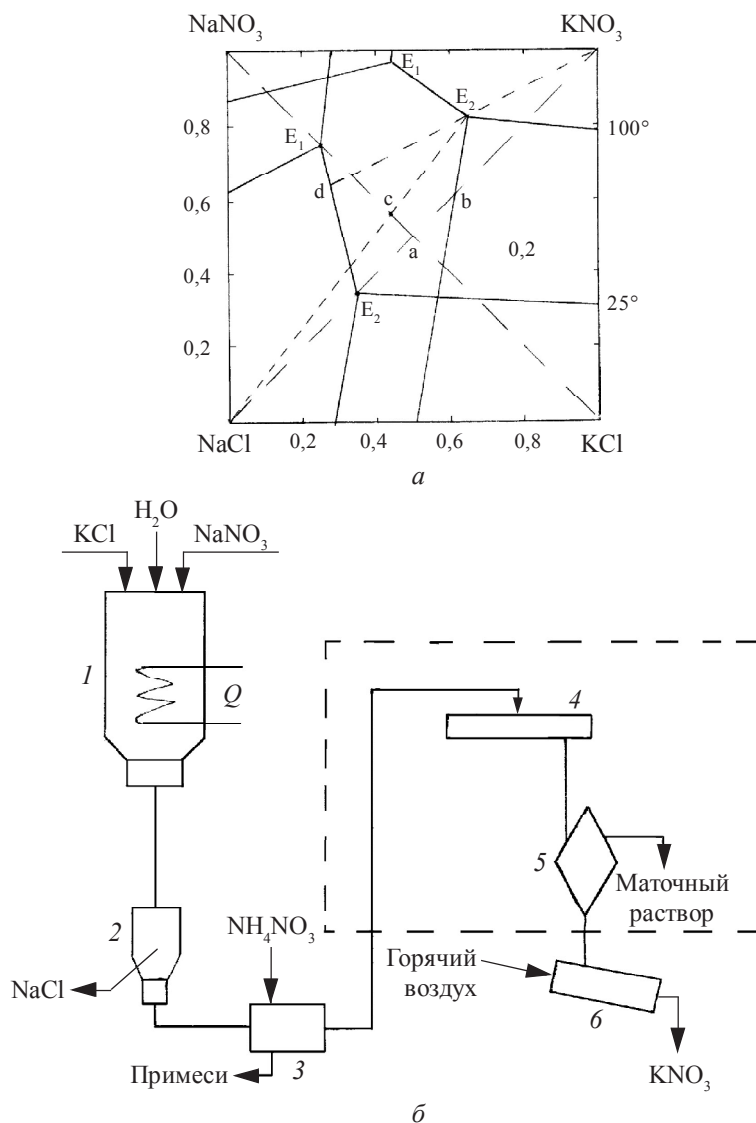 NaNO₃ KNO₃
E₁
E₂
0,8 100°
E₁
0,6 d c b
a 0,2
0,4
E₂ 25°
0,2
NaCl 0,2 0,4 0,6 KCl
а
H₂O
KCl NaNO₃
1 Q
4
5
Маточный
раствор
2 NH₄NO₃
NaCl Горячий
воздух
6
Примеси 3 KNO₃
б